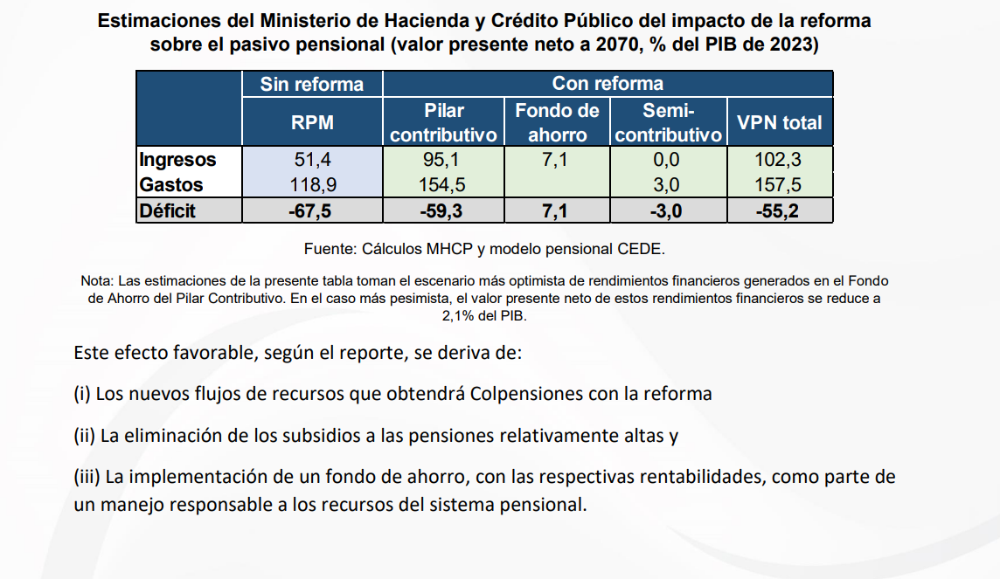 Estimaciones del Ministerio de Hacienda y Crédito Público del impacto de la reforma
sobre el pasivo pensional (valor presente neto a 2070, % del PIB de 2023)
Sin reforma Con reforma
RPM Pilar contributivo Fondo de ahorro Semi-contributivo VPN total
Ingresos 51,4 95,1 7,1 0,0 102,3
Gastos 118,9 154,5 3,0 157,5
Déficit -67,5 -59,3 7,1 -3,0 -55,2
Fuente: Cálculos MHCP y modelo pensional CEDE.
Nota: Las estimaciones de la presente tabla toman el escenario más optimista de rendimientos financieros generados en el Fondo
de Ahorro del Pilar Contributivo. En el caso más pesimista, el valor presente neto de estos rendimientos financieros se reduce a
2,1% del PIB.
Este efecto favorable, según el reporte, se deriva de:
(i) Los nuevos flujos de recursos que obtendrá Colpensiones con la reforma
(ii) La eliminación de los subsidios a las pensiones relativamente altas y
(iii) La implementación de un fondo de ahorro, con las respectivas rentabilidades, como parte de
un manejo responsable a los recursos del sistema pensional.